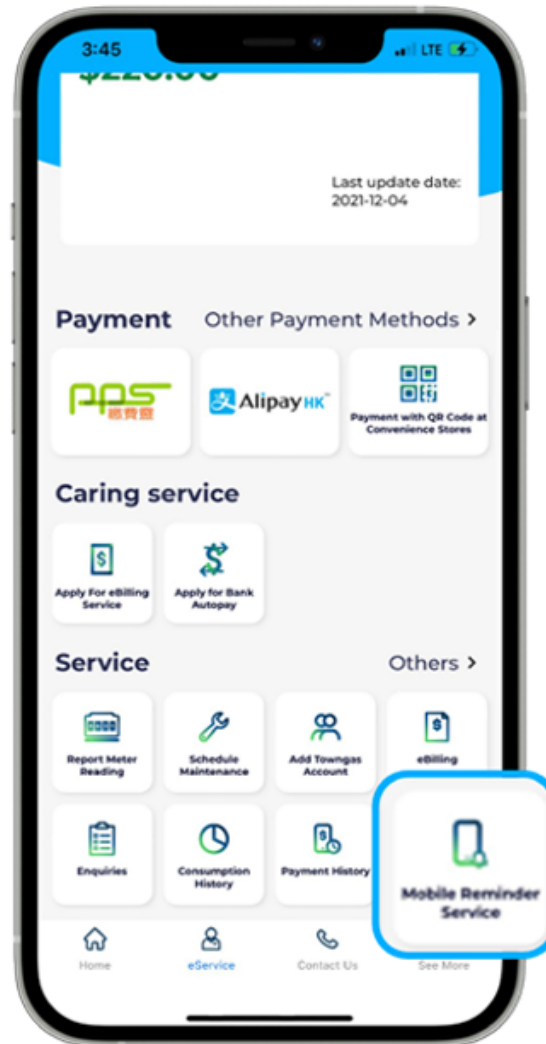 3:45
LTE
Last update date:
2021-12-04
Payment
Other Payment Methods >
PPS
繳費靈
Alipay HK™
Payment with QR Code at
Convenience Stores
Caring service
Apply For eBilling
Service
Apply for Bank
Autopay
Service
Others >
Report Meter
Reading
Schedule
Maintenance
Add Towngas
Account
eBilling
Enquiries
Consumption
History
Payment History
Mobile Reminder
Service
Home
eService
Contact Us
See More